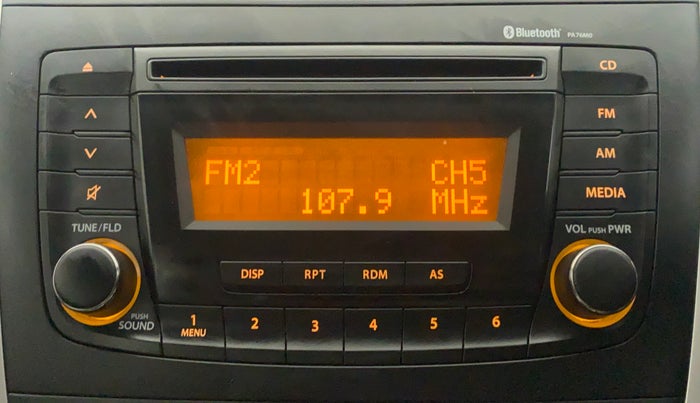 Bluetooth PA76M0
CD
FM
AM
MEDIA
FM2 CH5
107.9 MHz
TUNE/FLD
VOL PUSH PWR
DISP RPT RDM AS
PUSH
SOUND
1 2 3 4 5 6
MENU